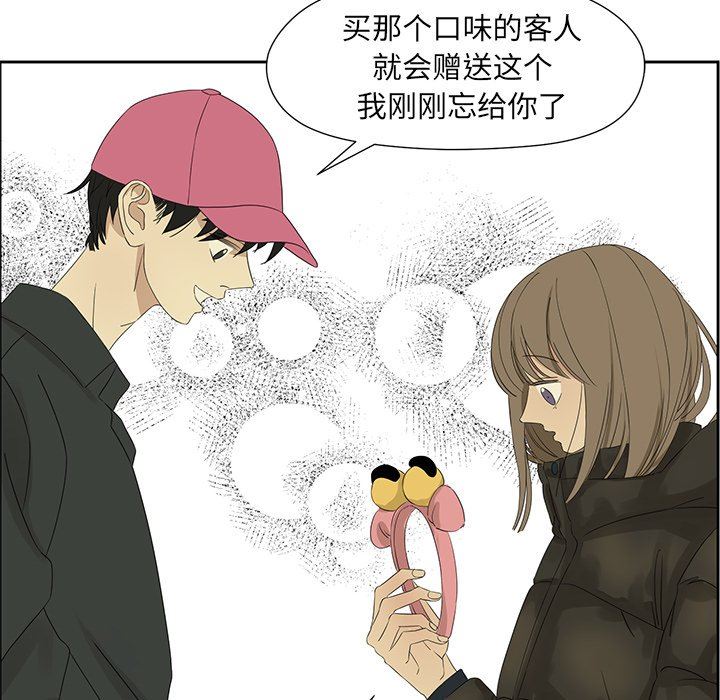 买那个口味的客人
就会赠送这个
我刚刚忘给你了